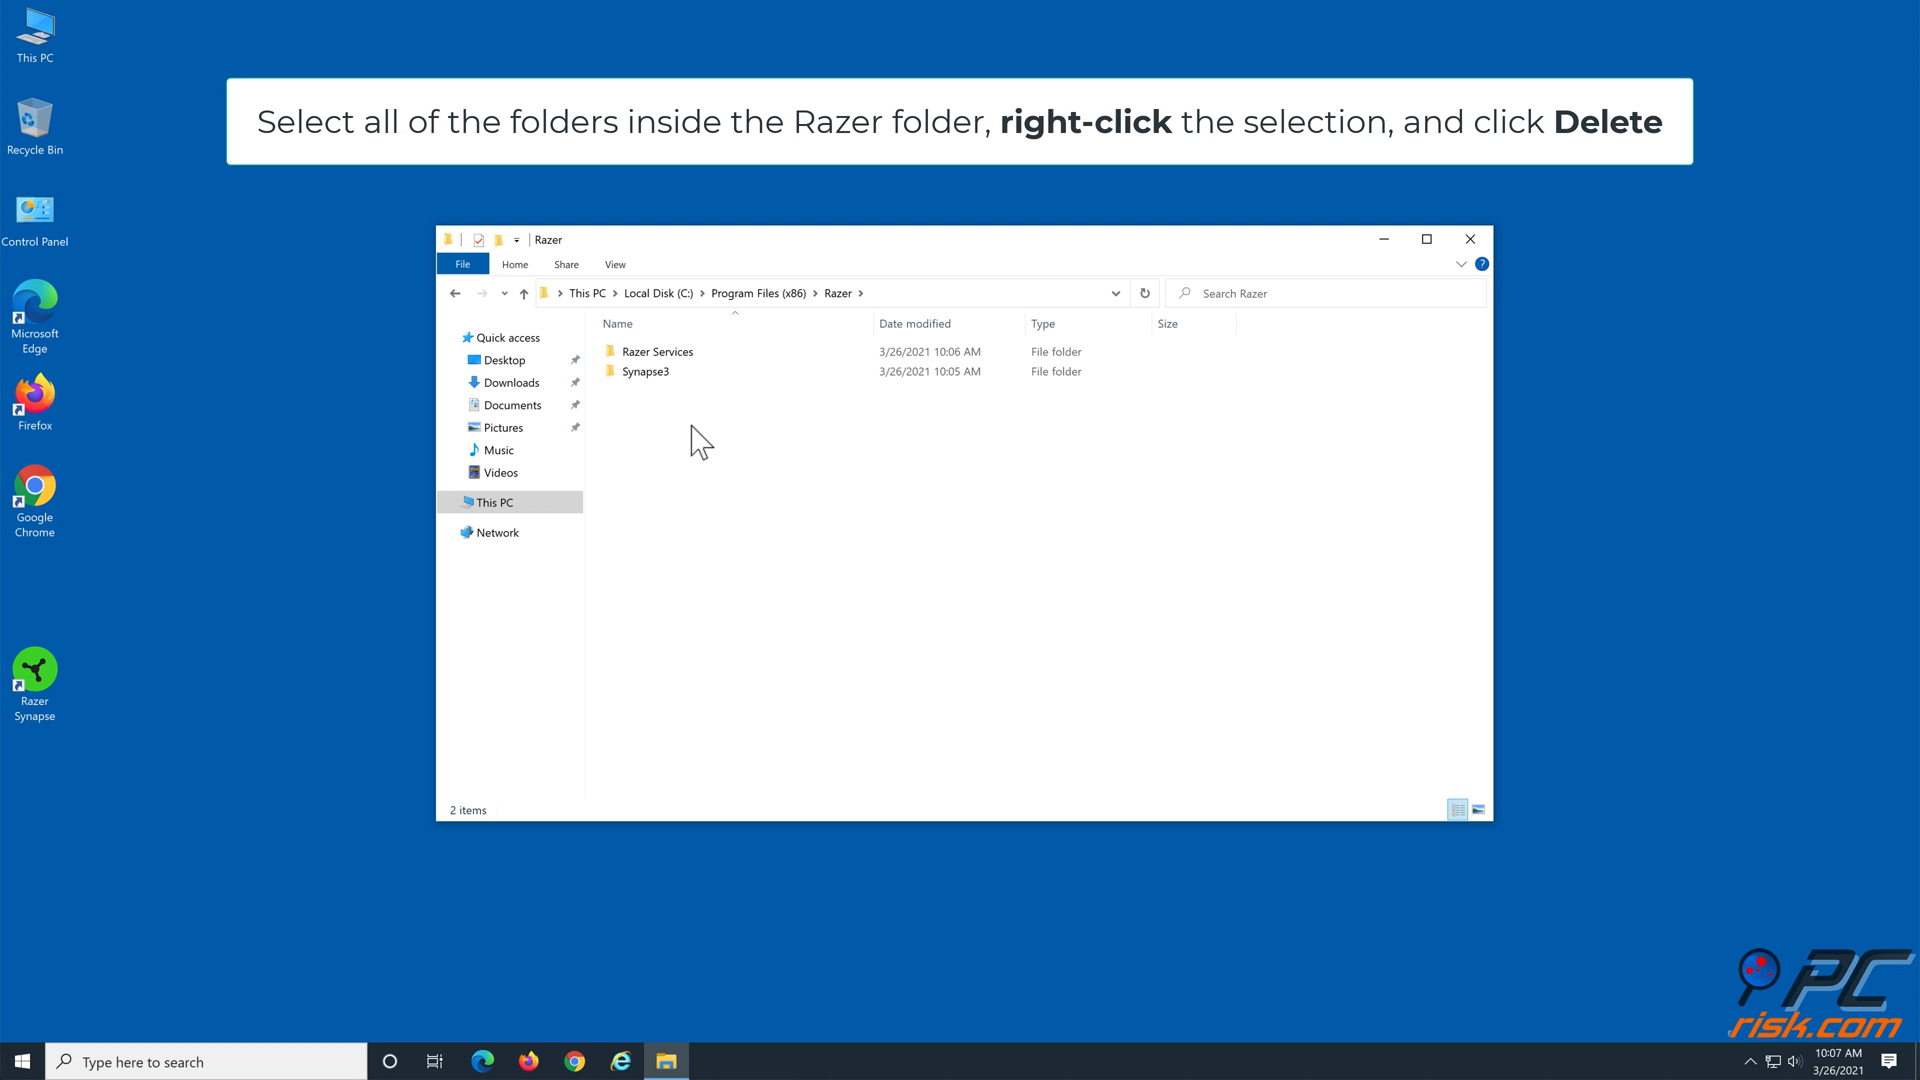 This PC
Select all of the folders inside the Razer folder, right-click the selection, and click Delete
Recycle Bin
Control Panel
Microsoft
Edge
Firefox
Google
Chrome
Razer
Synapse
Razer
File Home Share View
?
This PC Local Disk (C:) Program Files (x86) Razer
Search Razer
Name Date modified Type Size
Quick access
Desktop
Downloads
Documents
Pictures
Music
Videos
This PC
Network
Razer Services 3/26/2021 10:06 AM File folder
Synapse3 3/26/2021 10:05 AM File folder
2 items
PC
risk.com
Type here to search
10:07 AM
3/26/2021